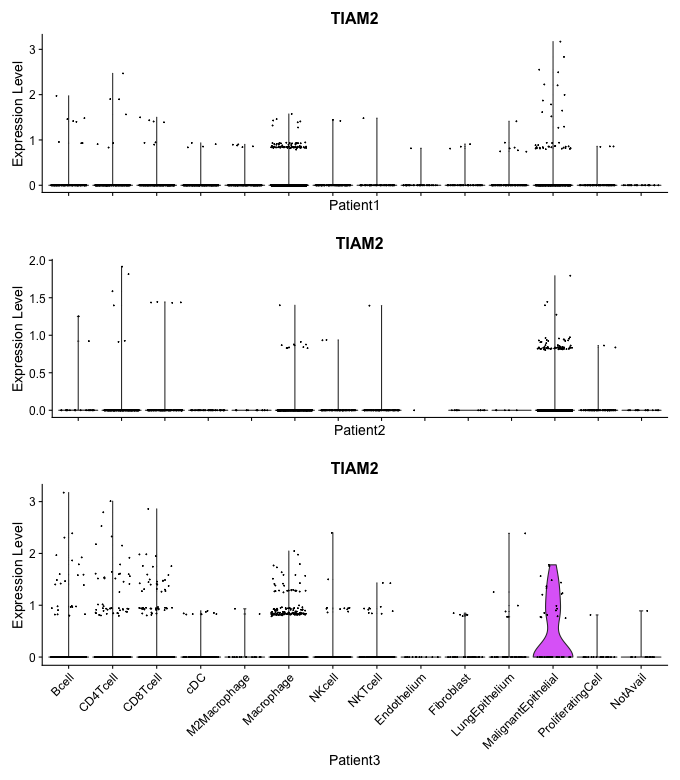 TIAM2
Expression Level
3
2
1
0
Patient1
TIAM2
Expression Level
2.0
1.5
1.0
0.5
0.0
Patient2
TIAM2
Expression Level
3
2
1
0
Bcell
CD4Tcell
CD8Tcell
cDC
M2Macrophage
Macrophage
NKcell
NKTcell
Endothelium
Fibroblast
LungEpithelium
MalignantEpithelial
ProliferatingCell
NotAvail
Patient3